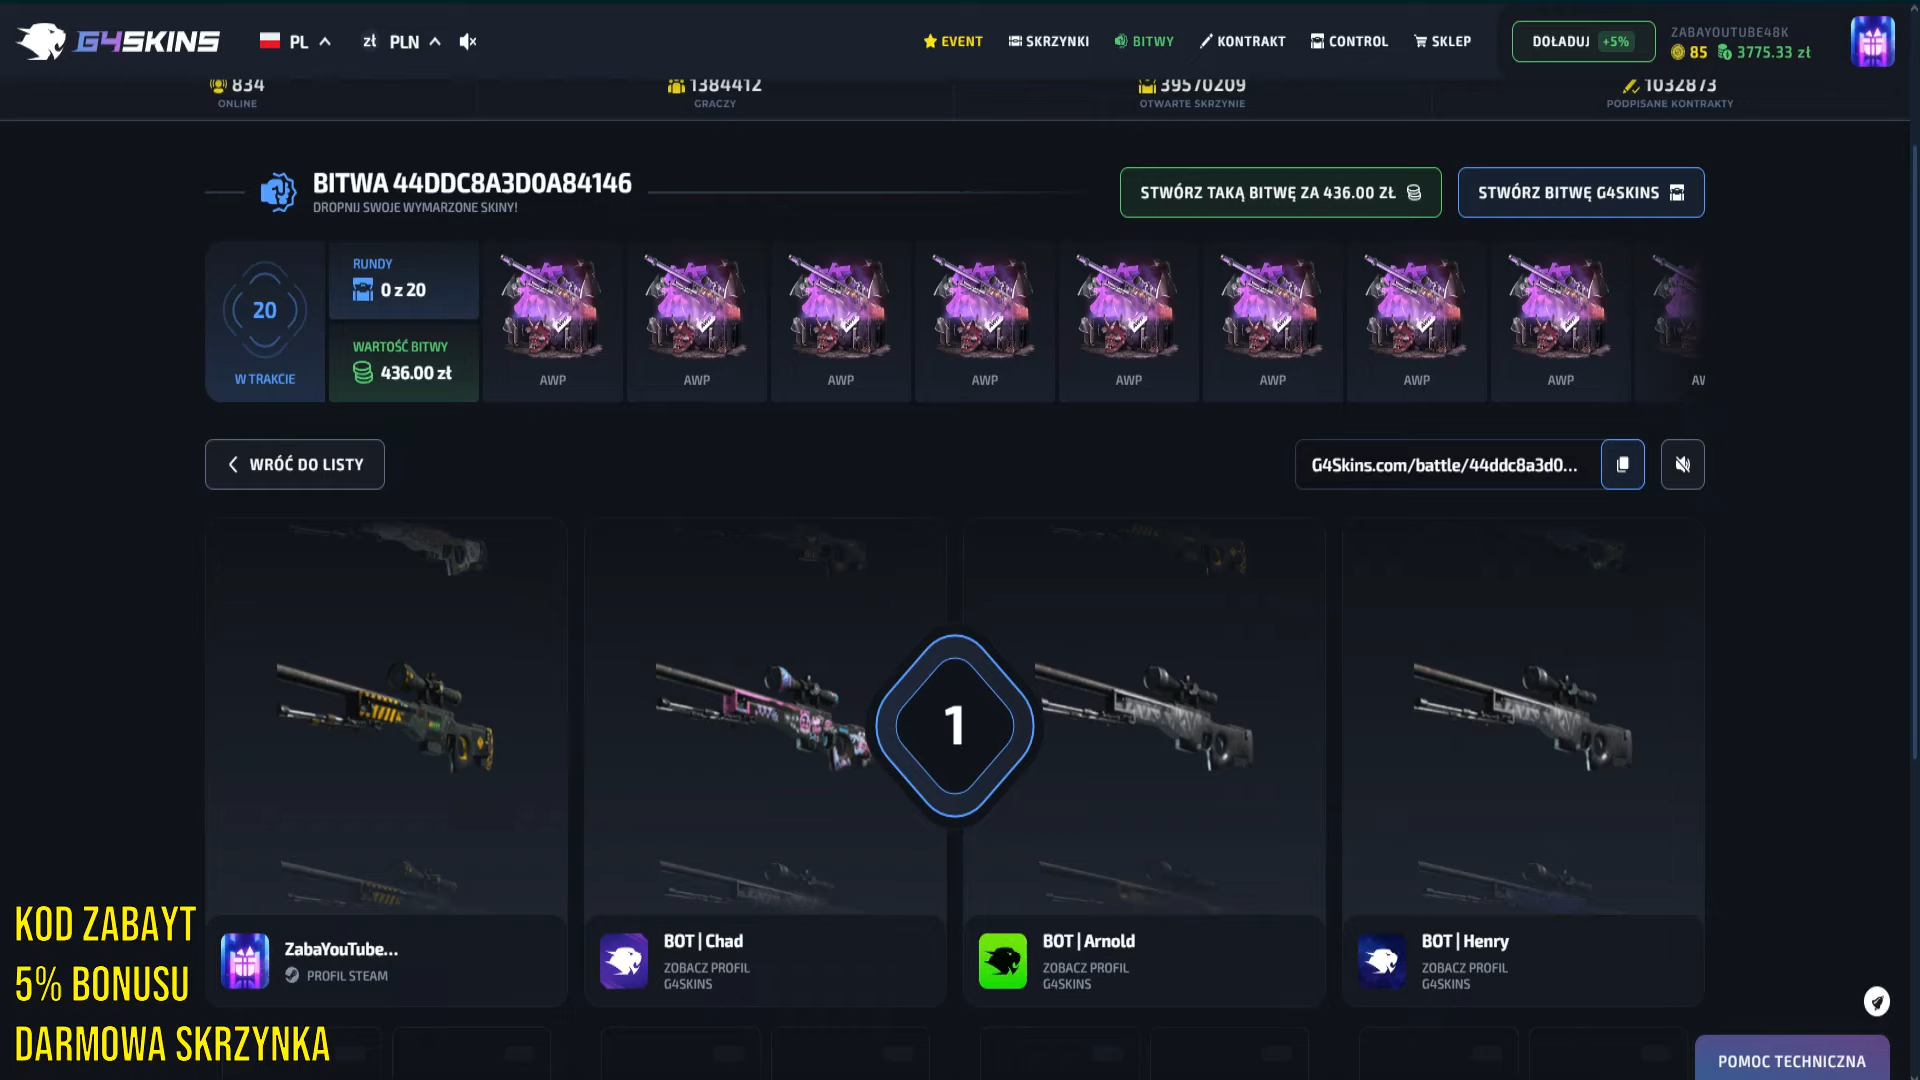 G4SKINS
PL
zł PLN
EVENT
SKRZYNKI
BITWY
KONTRAKT
CONTROL
SKLEP
DOŁADUJ +5%
ZABAYOUTUBE48K
85 3775.33 zł
834
ONLINE
1384412
GRACZY
39570209
OTWARTE SKRZYNIE
1032873
PODPISANE KONTRAKTY
BITWA 44DDC8A3D0A84146
DROPNIJ SWOJE WYMARZONE SKINY!
STWÓRZ TAKĄ BITWĘ ZA 436.00 ZŁ
STWÓRZ BITWĘ G4SKINS
20
W TRAKCIE
RUNDY
0 z 20
WARTOŚĆ BITWY
436.00 zł
AWP
AWP
AWP
AWP
AWP
AWP
AWP
AWP
AW
WRÓĆ DO LISTY
G4Skins.com/battle/44ddc8a3d0...
1
ZabaYouTube...
PROFIL STEAM
BOT | Chad
ZOBACZ PROFIL
G4SKINS
BOT | Arnold
ZOBACZ PROFIL
G4SKINS
BOT | Henry
ZOBACZ PROFIL
G4SKINS
KOD ZABAYT
5% BONUSU
DARMOWA SKRZYNKA
POMOC TECHNICZNA